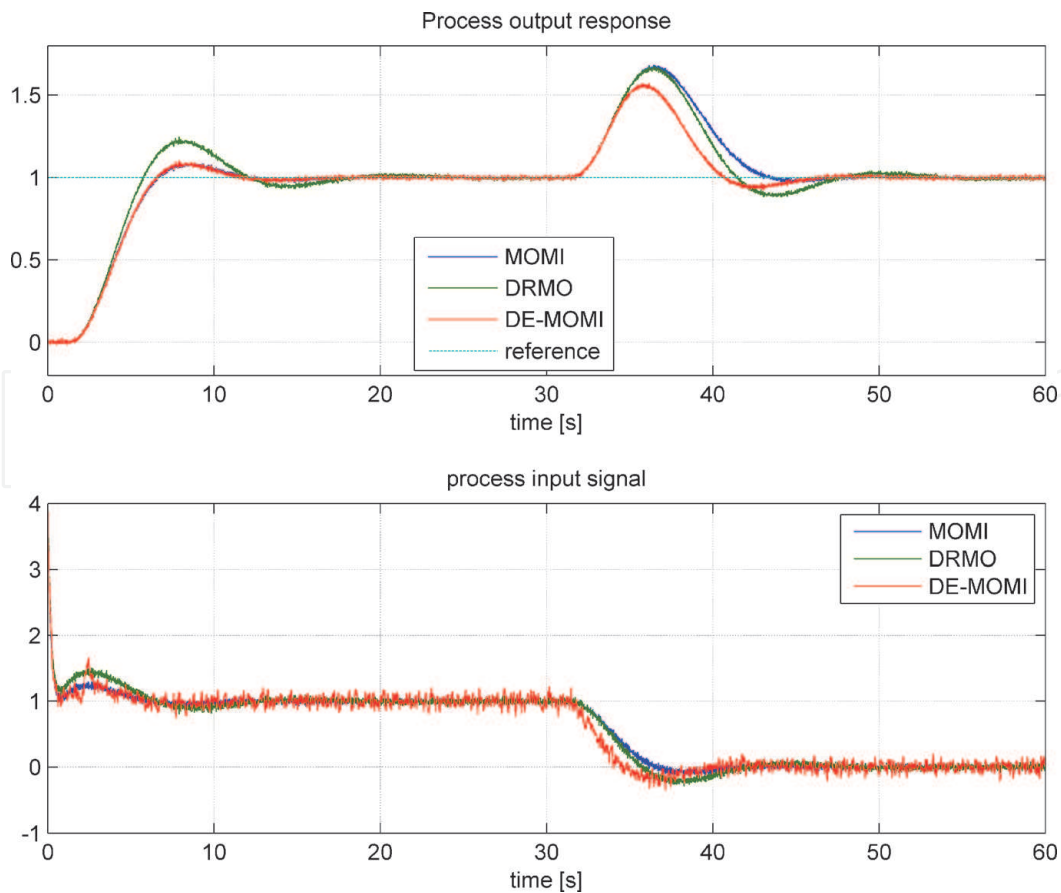 Process output response
1.5
1
0.5
0
MOMI
DRMO
DE-MOMI
reference
0 10 20 30 40 50 60
time [s]
process input signal
4
3
2
1
0
-1
MOMI
DRMO
DE-MOMI
0 10 20 30 40 50 60
time [s]